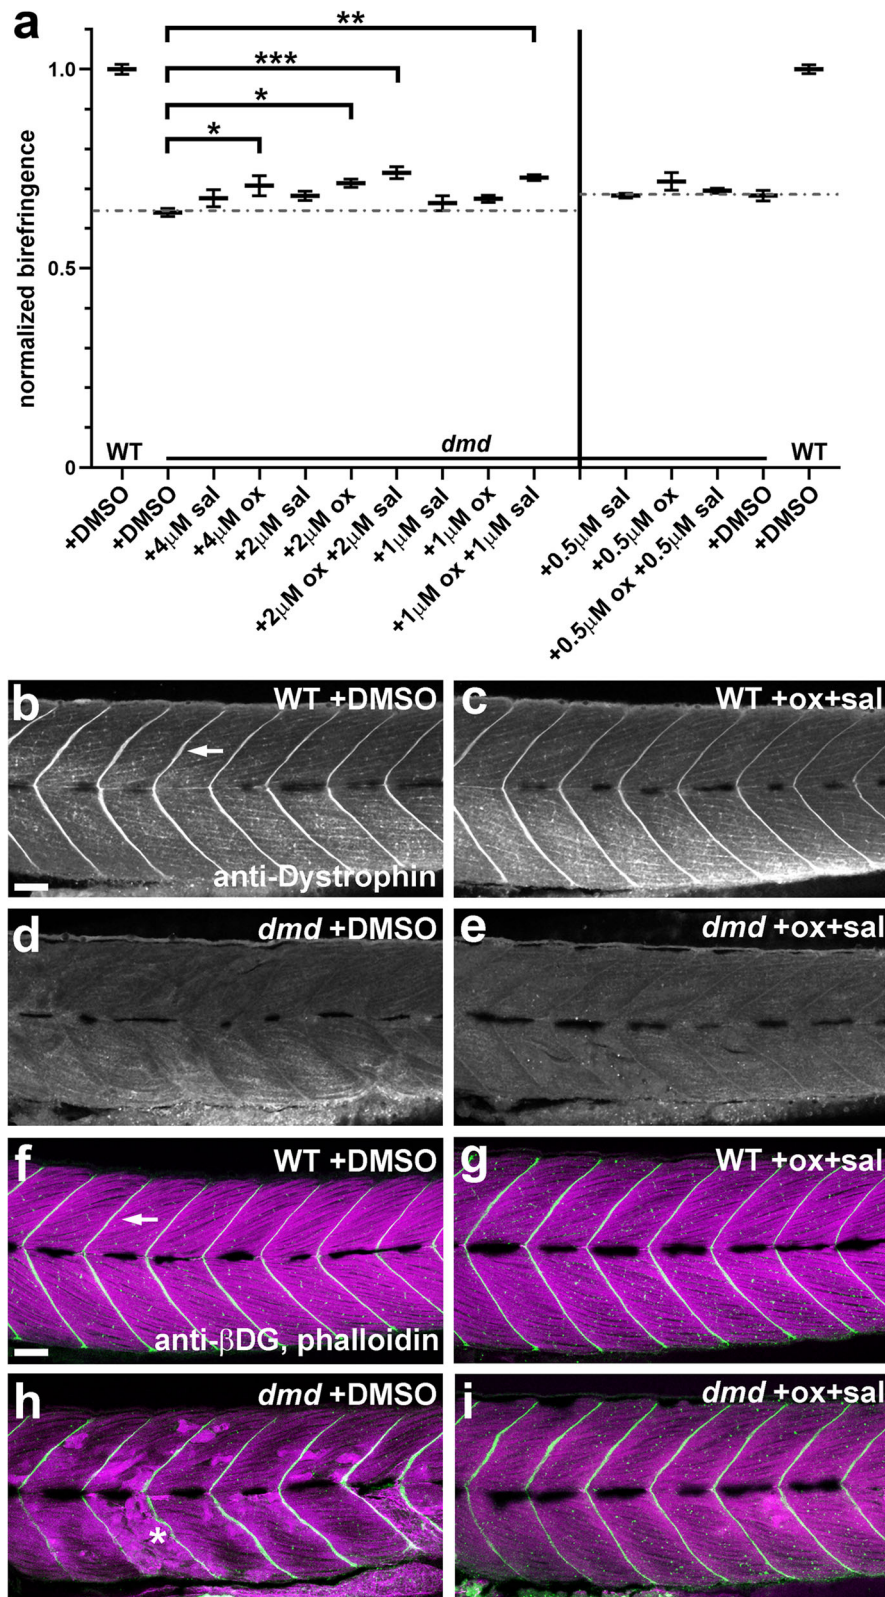 a
**
***
*
*
1.0
0.5
0
normalized birefringence
WT
dmd
WT
+DMSO
+DMSO
+4μM sal
+4μM ox
+2μM sal
+2μM ox
+2μM ox +2μM sal
+1μM sal
+1μM ox
+1μM ox +1μM sal
+0.5μM sal
+0.5μM ox
+0.5μM ox +0.5μM sal
+DMSO
+DMSO
b WT +DMSO
anti-Dystrophin
c WT +ox+sal
d dmd +DMSO
e dmd +ox+sal
f WT +DMSO
anti-βDG, phalloidin
g WT +ox+sal
h dmd +DMSO
*
i dmd +ox+sal